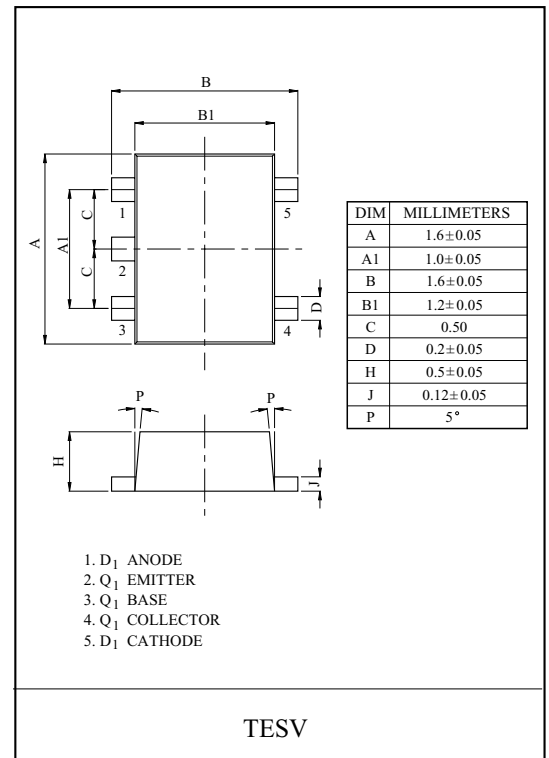 B
B1
A
A1
C
C
1
2
3
5
4
D
DIM MILLIMETERS
A 1.6±0.05
A1 1.0±0.05
B 1.6±0.05
B1 1.2±0.05
C 0.50
D 0.2±0.05
H 0.5±0.05
J 0.12±0.05
P 5°
P P
H
J
1. D1 ANODE
2. Q1 EMITTER
3. Q1 BASE
4. Q1 COLLECTOR
5. D1 CATHODE
TESV